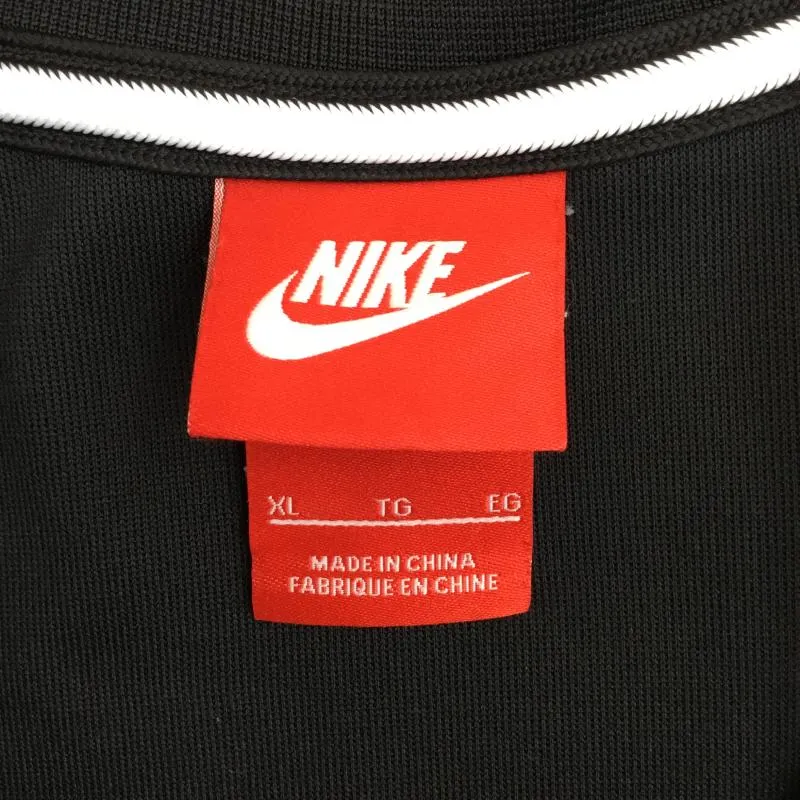 NIKE
XL TG EG
MADE IN CHINA
FABRIQUE EN CHINE